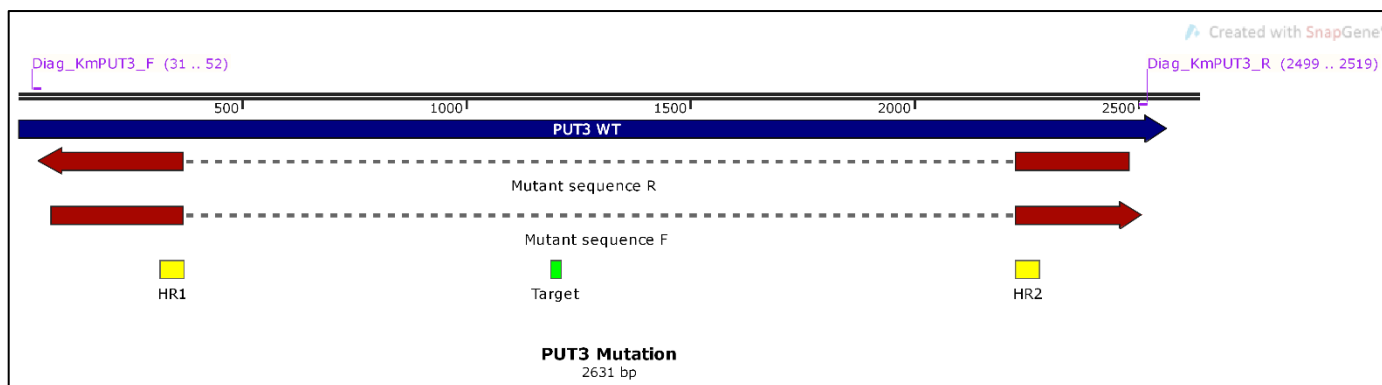 Created with SnapGene®
Diag_KmPUT3_F (31 .. 52)
Diag_KmPUT3_R (2499 .. 2519)
500
1000
1500
2000
2500
PUT3 WT
Mutant sequence R
Mutant sequence F
HR1
Target
HR2
PUT3 Mutation
2631 bp